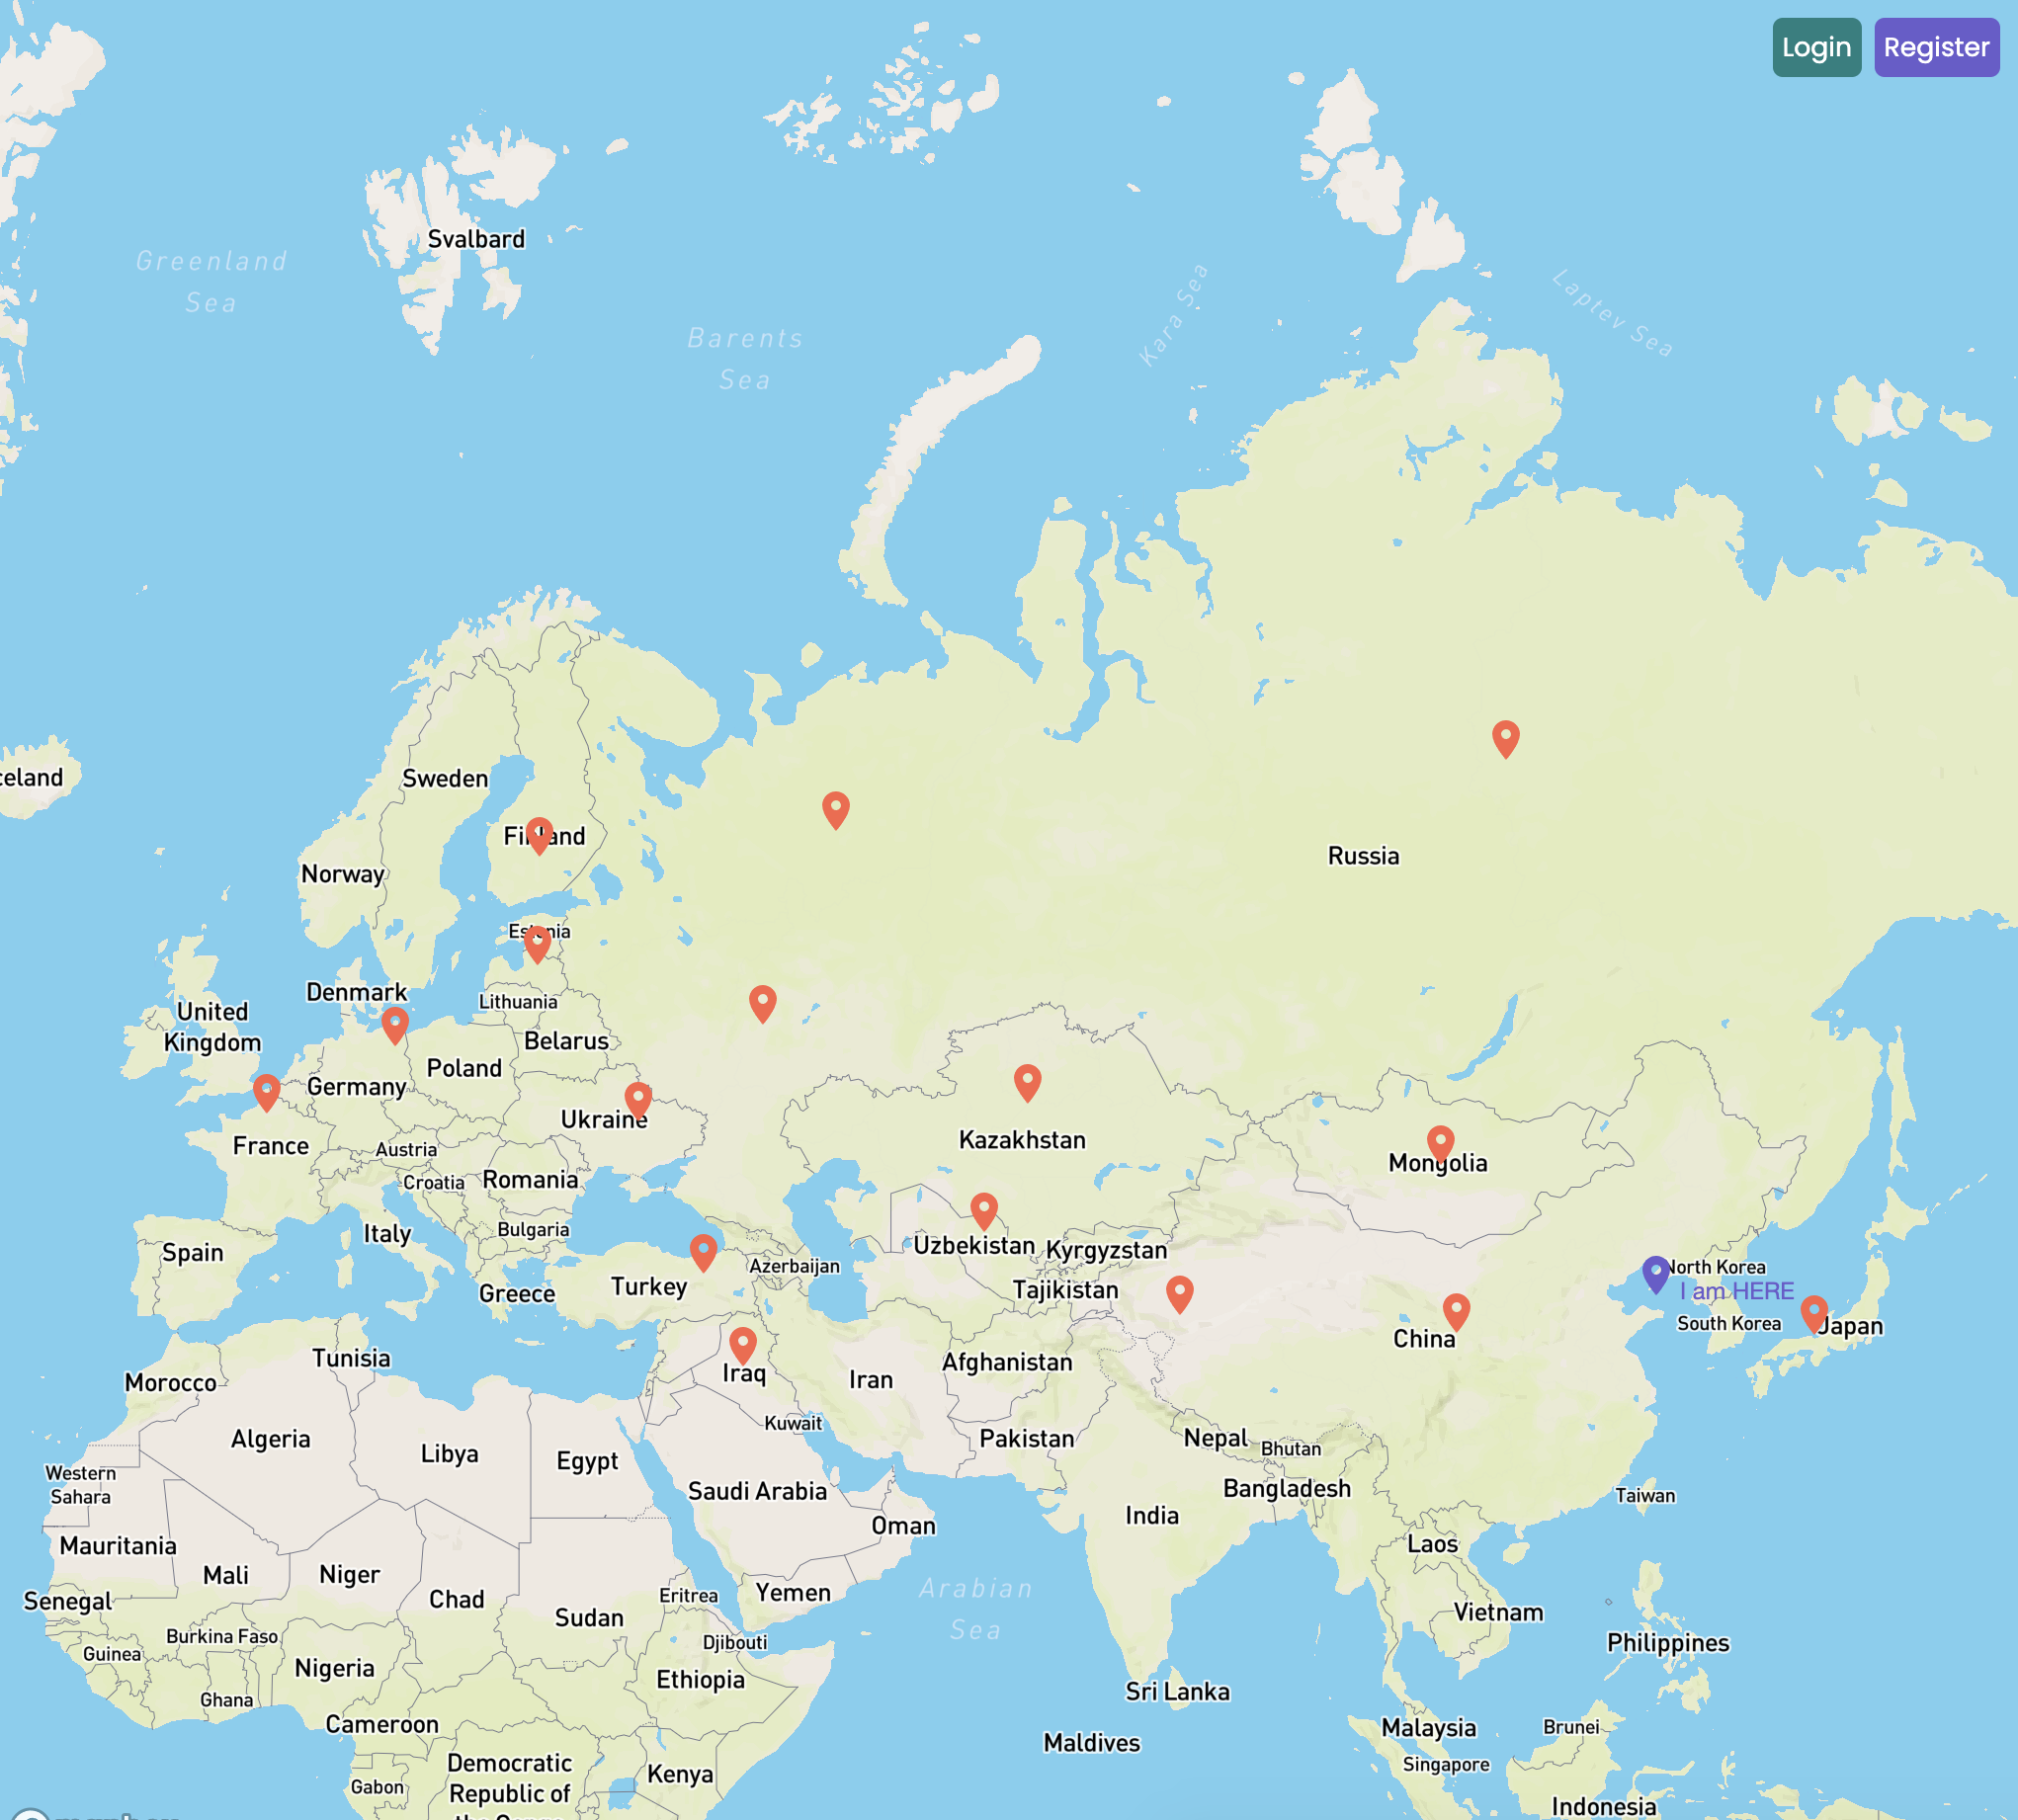 Login
Register
Svalbard
Greenland
Sea
Barents
Sea
Kara Sea
Laptev Sea
celand
Sweden
Finland
Norway
Russia
Estonia
Denmark
Lithuania
United
Kingdom
Belarus
Poland
Germany
Ukraine
France
Austria
Kazakhstan
Mongolia
Croatia
Romania
Italy
Bulgaria
Spain
Uzbekistan
Kyrgyzstan
Azerbaijan
North Korea
Turkey
Greece
Tajikistan
I am HERE
South Korea
Japan
China
Tunisia
Afghanistan
Morocco
Iraq
Iran
Kuwait
Algeria
Libya
Egypt
Pakistan
Nepal
Bhutan
Western
Sahara
Saudi Arabia
Bangladesh
Taiwan
India
Oman
Mauritania
Laos
Mali
Niger
Arabian
Sea
Senegal
Chad
Eritrea
Yemen
Sudan
Vietnam
Burkina Faso
Djibouti
Philippines
Guinea
Nigeria
Ethiopia
Ghana
Sri Lanka
Cameroon
Malaysia
Brunei
Maldives
Democratic
Republic of
Singapore
Gabon
Kenya
Indonesia